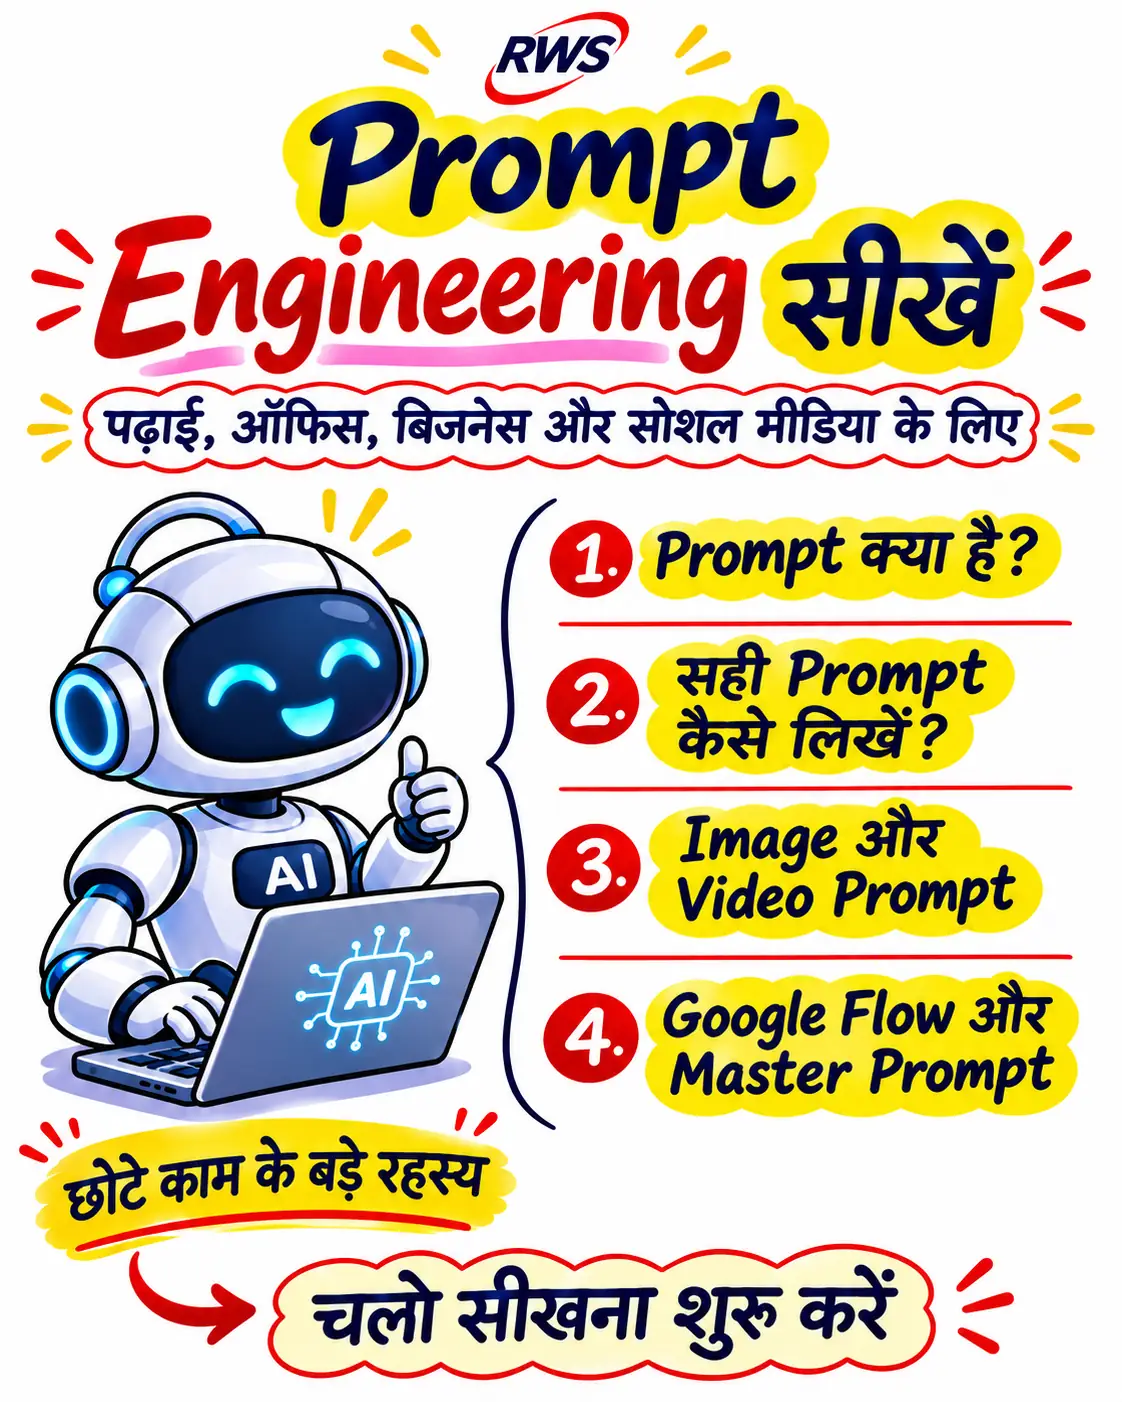 RWS
Prompt
Engineering सीखें
पढ़ाई, ऑफिस, बिजनेस और सोशल मीडिया के लिए
1. Prompt क्या है?
2. सही Prompt
कैसे लिखें?
3. Image और
Video Prompt
4. Google Flow और
Master Prompt
AI
AI
छोटे काम के बड़े रहस्य
चलो सीखना शुरू करें